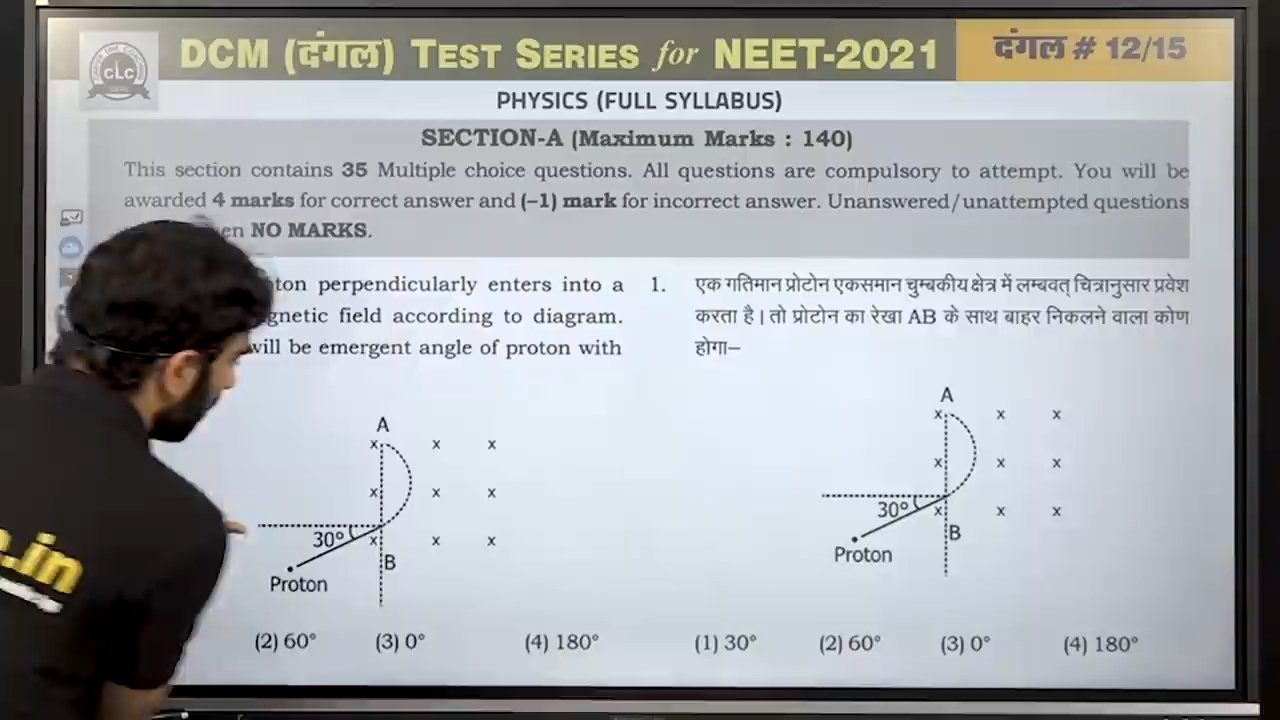 CLC
DCM (दंगल) TEST SERIES for NEET-2021
दंगल # 12/15
PHYSICS (FULL SYLLABUS)
SECTION-A (Maximum Marks : 140)
This section contains 35 Multiple choice questions. All questions are compulsory to attempt. You will be
awarded 4 marks for correct answer and (−1) mark for incorrect answer. Unanswered/unattempted questions
en NO MARKS.
ton perpendicularly enters into a
gnetic field according to diagram.
will be emergent angle of proton with
A
x x x
x x x
30° x x x
B
Proton
(2) 60° (3) 0° (4) 180°
1. एक गतिमान प्रोटोन एकसमान चुम्बकीय क्षेत्र में लम्बवत् चित्रानुसार प्रवेश
करता है। तो प्रोटोन का रेखा AB के साथ बाहर निकलने वाला कोण
होगा–
A
x x x
x x x
30° x x x
B
Proton
(1) 30° (2) 60° (3) 0° (4) 180°
.in